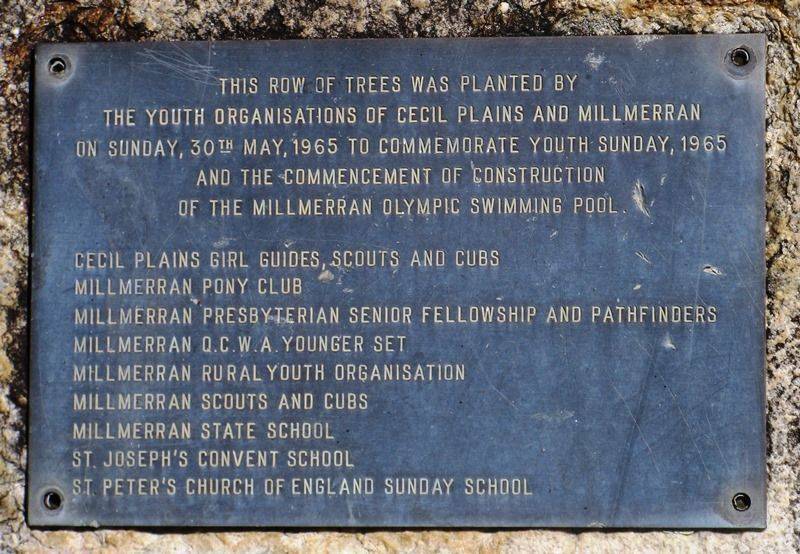 THIS ROW OF TREES WAS PLANTED BY
THE YOUTH ORGANISATIONS OF CECIL PLAINS AND MILLMERRAN
ON SUNDAY, 30TH MAY, 1965 TO COMMEMORATE YOUTH SUNDAY, 1965
AND THE COMMENCEMENT OF CONSTRUCTION
OF THE MILLMERRAN OLYMPIC SWIMMING POOL.
CECIL PLAINS GIRL GUIDES, SCOUTS AND CUBS
MILLMERRAN PONY CLUB
MILLMERRAN PRESBYTERIAN SENIOR FELLOWSHIP AND PATHFINDERS
MILLMERRAN Q.C.W.A. YOUNGER SET
MILLMERRAN RURAL YOUTH ORGANISATION
MILLMERRAN SCOUTS AND CUBS
MILLMERRAN STATE SCHOOL
ST. JOSEPH'S CONVENT SCHOOL
ST. PETER'S CHURCH OF ENGLAND SUNDAY SCHOOL